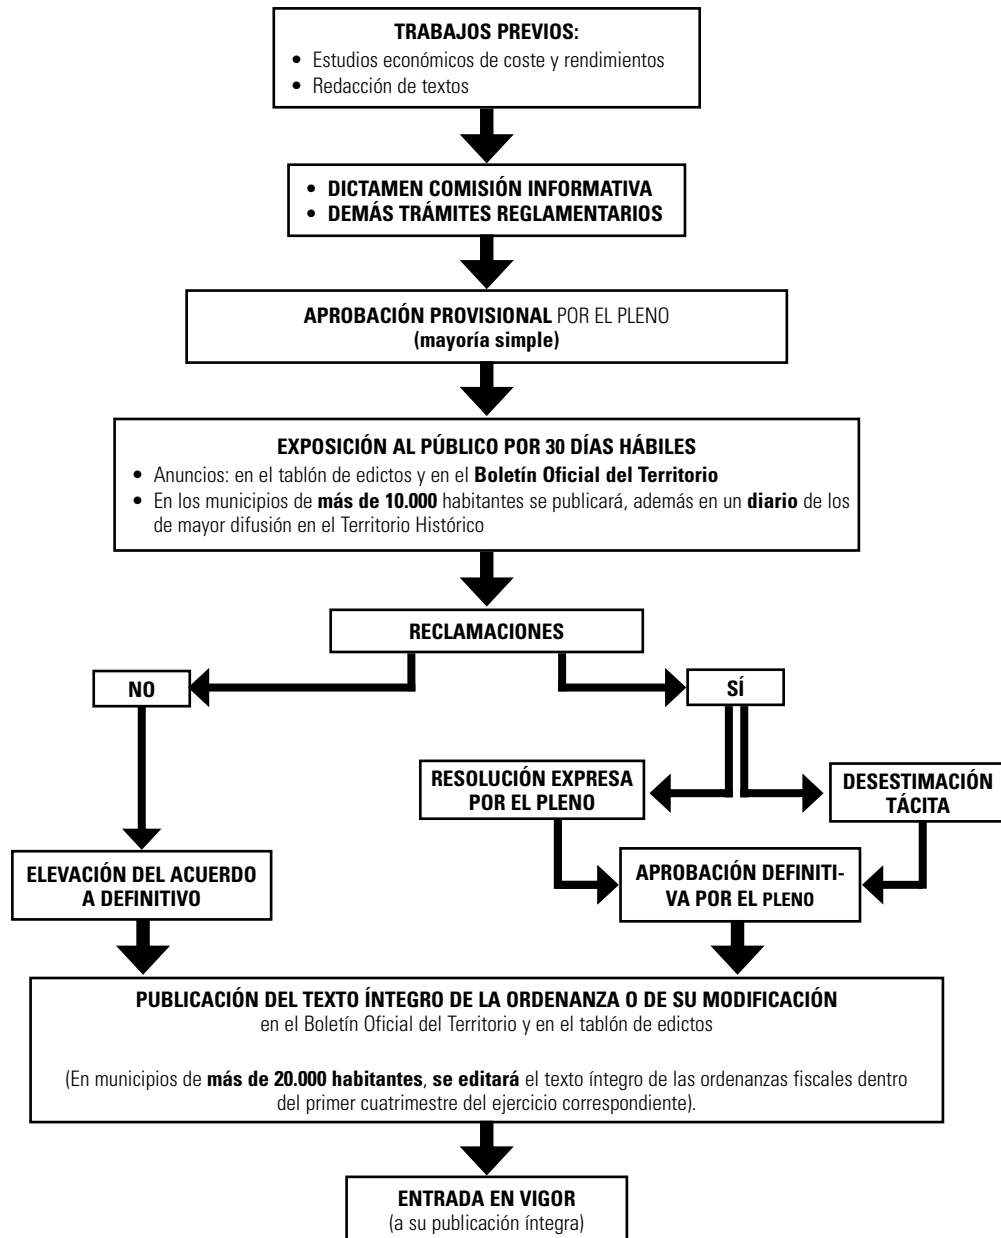 TRABAJOS PREVIOS:
• Estudios económicos de coste y rendimientos
• Redacción de textos
• DICTAMEN COMISIÓN INFORMATIVA
• DEMÁS TRÁMITES REGLAMENTARIOS
APROBACIÓN PROVISIONAL POR EL PLENO
(mayoría simple)
EXPOSICIÓN AL PÚBLICO POR 30 DÍAS HÁBILES
• Anuncios: en el tablón de edictos y en el Boletín Oficial del Territorio
• En los municipios de más de 10.000 habitantes se publicará, además en un diario de los
de mayor difusión en el Territorio Histórico
RECLAMACIONES
NO
SÍ
RESOLUCIÓN EXPRESA
POR EL PLENO
DESESTIMACIÓN
TÁCITA
ELEVACIÓN DEL ACUERDO
A DEFINITIVO
APROBACIÓN DEFINITI-
VA POR EL PLENO
PUBLICACIÓN DEL TEXTO ÍNTEGRO DE LA ORDENANZA O DE SU MODIFICACIÓN
en el Boletín Oficial del Territorio y en el tablón de edictos
(En municipios de más de 20.000 habitantes, se editará el texto íntegro de las ordenanzas fiscales dentro
del primer cuatrimestre del ejercicio correspondiente).
ENTRADA EN VIGOR
(a su publicación íntegra)